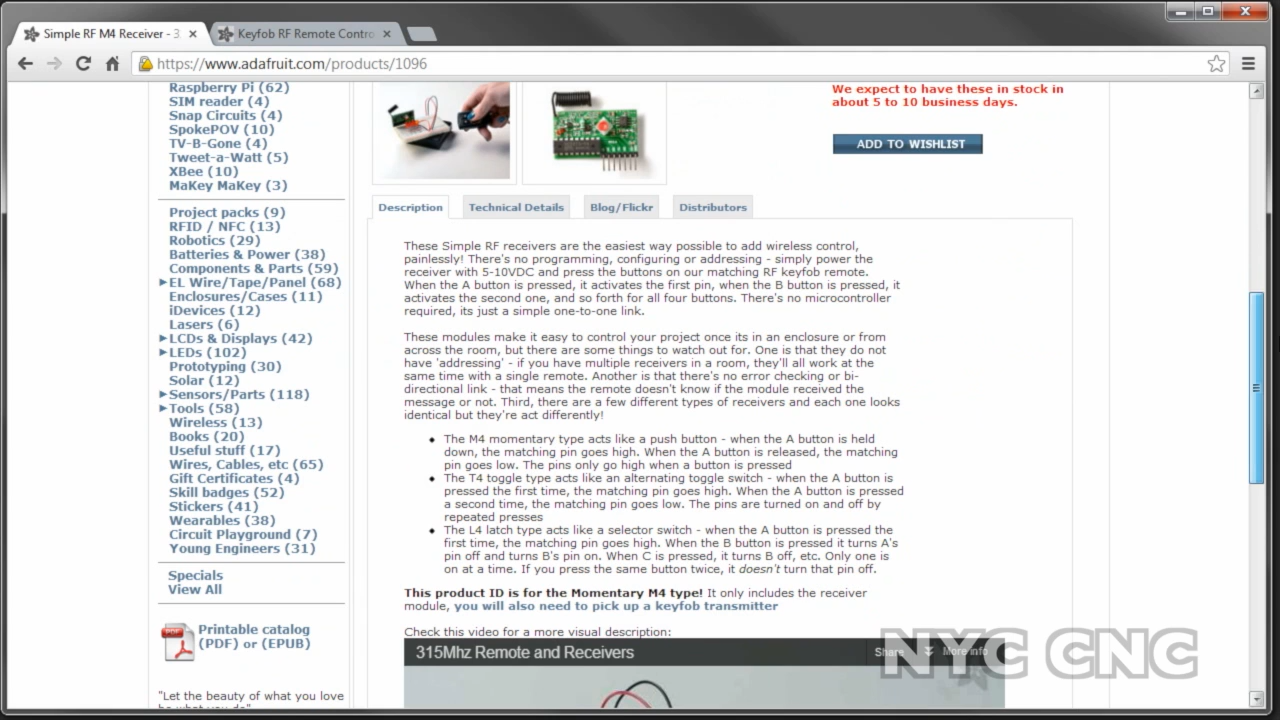 Simple RF M4 Receiver - 3
Keyfob RF Remote Contro
https://www.adafruit.com/products/1096
Raspberry Pi (62)
SIM reader (4)
Snap Circuits (4)
SpokePOV (10)
TV-B-Gone (4)
Tweet-a-Watt (5)
XBee (10)
MaKey MaKey (3)
Project packs (9)
RFID / NFC (13)
Robotics (29)
Batteries & Power (38)
Components & Parts (59)
EL Wire/Tape/Panel (68)
Enclosures/Cases (11)
iDevices (12)
Lasers (6)
LCDs & Displays (42)
LEDs (102)
Prototyping (30)
Solar (12)
Sensors/Parts (118)
Tools (58)
Wireless (13)
Books (20)
Useful stuff (17)
Wires, Cables, etc (65)
Gift Certificates (4)
Skill badges (52)
Stickers (41)
Wearables (38)
Circuit Playground (7)
Young Engineers (31)
Specials
View All
Printable catalog
(PDF) or (EPUB)
"Let the beauty of what you love
be what you do"
We expect to have these in stock in
about 5 to 10 business days.
ADD TO WISHLIST
Description
Technical Details
Blog/Flickr
Distributors
These Simple RF receivers are the easiest way possible to add wireless control,
painlessly! There's no programming, configuring or addressing - simply power the
receiver with 5-10VDC and press the buttons on our matching RF keyfob remote.
When the A button is pressed, it activates the first pin, when the B button is pressed, it
activates the second one, and so forth for all four buttons. There's no microcontroller
required, its just a simple one-to-one link.
These modules make it easy to control your project once its in an enclosure or from
across the room, but there are some things to watch out for. One is that they do not
have 'addressing' - if you have multiple receivers in a room, they'll all work at the
same time with a single remote. Another is that there's no error checking or bi-
directional link - that means the remote doesn't know if the module received the
message or not. Third, there are a few different types of receivers and each one looks
identical but they're act differently!
The M4 momentary type acts like a push button - when the A button is held
down, the matching pin goes high. When the A button is released, the matching
pin goes low. The pins only go high when a button is pressed
The T4 toggle type acts like an alternating toggle switch - when the A button is
pressed the first time, the matching pin goes high. When the A button is pressed
a second time, the matching pin goes low. The pins are turned on and off by
repeated presses
The L4 latch type acts like a selector switch - when the A button is pressed the
first time, the matching pin goes high. When the B button is pressed it turns A's
pin off and turns B's pin on. When C is pressed, it turns B off, etc. Only one is
on at a time. If you press the same button twice, it doesn't turn that pin off.
This product ID is for the Momentary M4 type! It only includes the receiver
module, you will also need to pick up a keyfob transmitter
Check this video for a more visual description:
315Mhz Remote and Receivers
Share
More info
NYC CNC